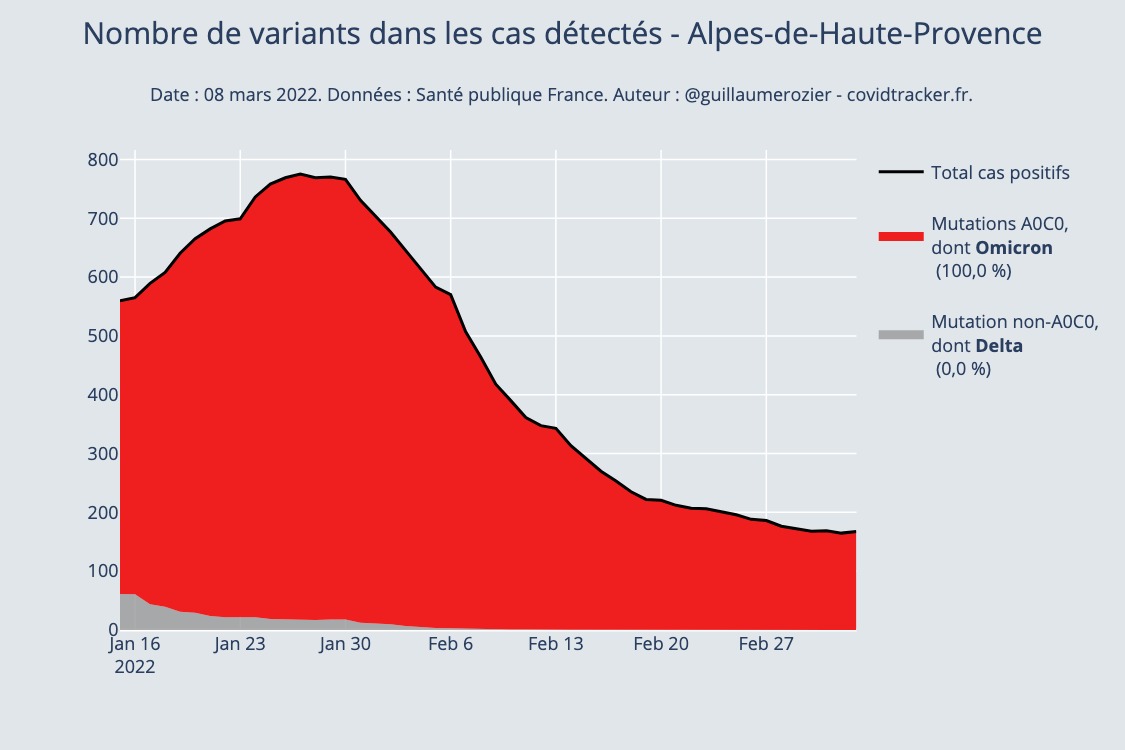 Nombre de variants dans les cas détectés - Alpes-de-Haute-Provence
Date : 08 mars 2022. Données : Santé publique France. Auteur : @guillaumerozier - covidtracker.fr.
800
700
600
500
400
300
200
100
0
Jan 16
2022
Jan 23
Jan 30
Feb 6
Feb 13
Feb 20
Feb 27
Total cas positifs
Mutations A0C0,
dont Omicron
(100,0 %)
Mutation non-A0C0,
dont Delta
(0,0 %)